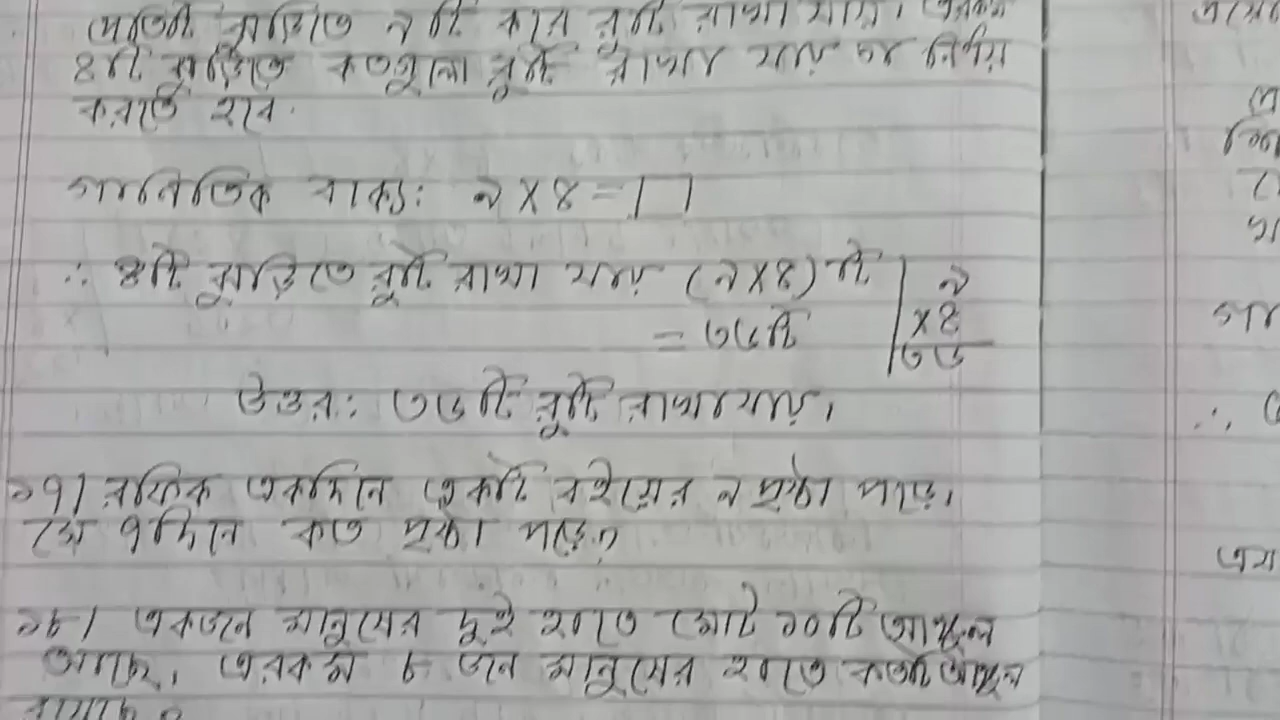 প্রতিটি ঝুড়িতে ৯টি করে রুটি রাখা যায়। এরকম
৪টি ঝুড়িতে কতগুলো রুটি রাখা যায় তা নির্ণয়
করতে হবে.
গাণিতিক বাক্য: ৯×৪=
∴ ৪টি ঝুড়িতে রুটি রাখা যায় (৯×৪) টি
= ৩৬টি
৯
×৪
৩৬
উত্তর: ৩৬টি রুটি রাখা যায়।
১৭। রফিক একদিনে একটি বইয়ের ৯ পৃষ্ঠা পড়ে।
সে ৭দিনে কত পৃষ্ঠা পড়ে?
১৮। একজন মানুষের দুই হাতে মোট ১০টি আঙ্গুল
আছে, এরকম ৮ জন মানুষের হাতে কতটি আঙ্গুল